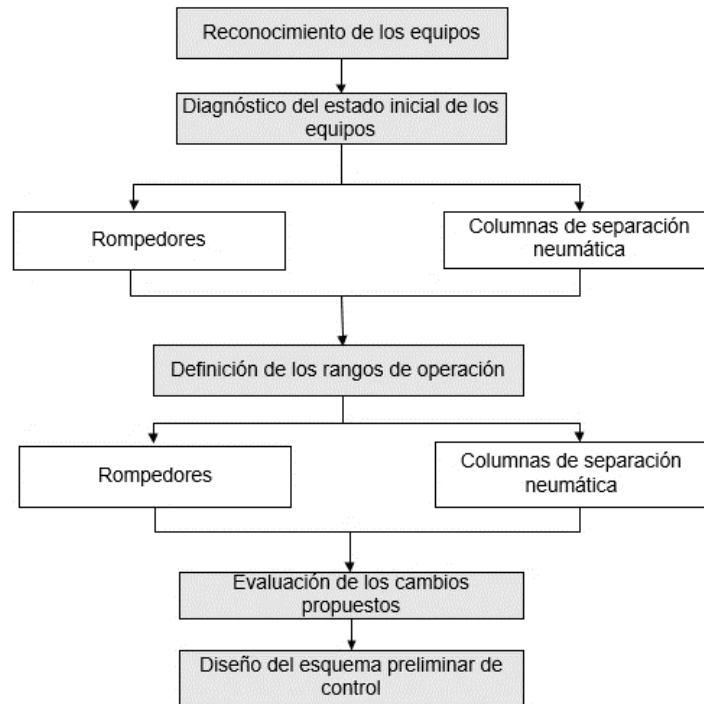 Reconocimiento de los equipos
Diagnóstico del estado inicial de los
equipos
Rompedores
Columnas de separación
neumática
Definición de los rangos de operación
Rompedores
Columnas de separación
neumática
Evaluación de los cambios
propuestos
Diseño del esquema preliminar de
control